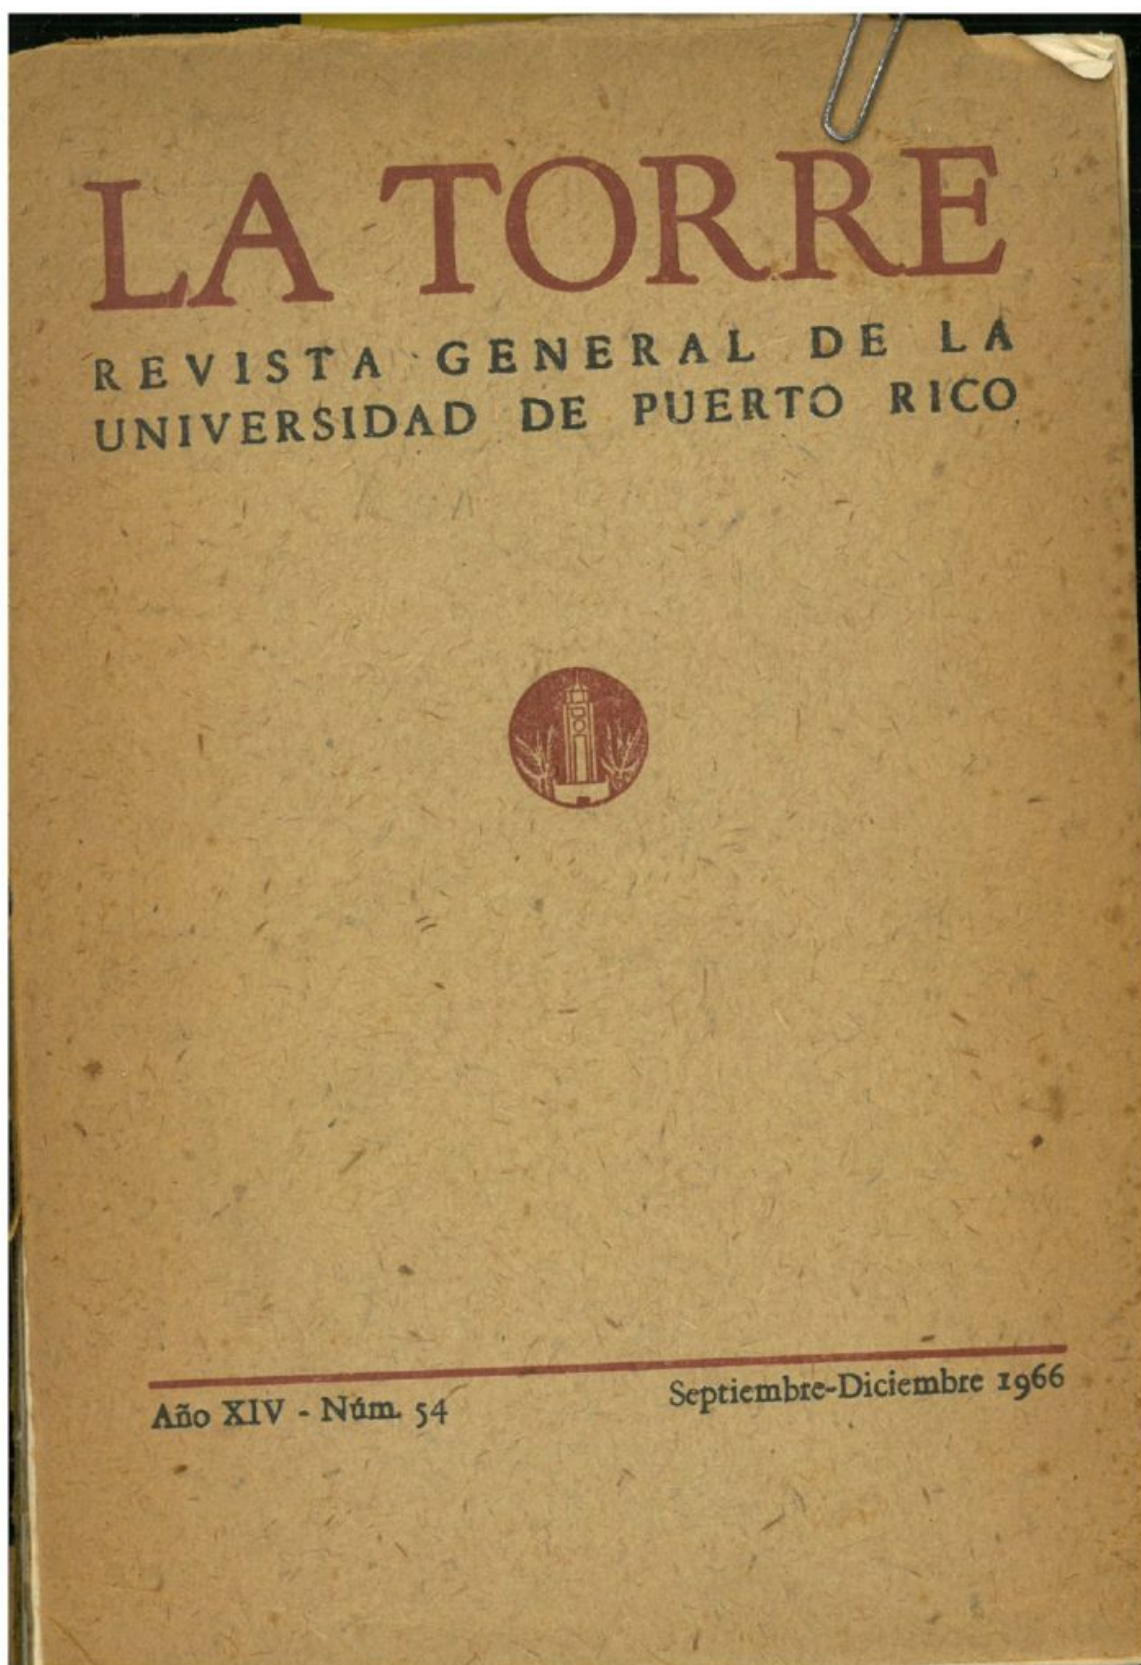 LA TORRE
REVISTA GENERAL DE LA
UNIVERSIDAD DE PUERTO RICO
Año XIV - Núm. 54
Septiembre-Diciembre 1966